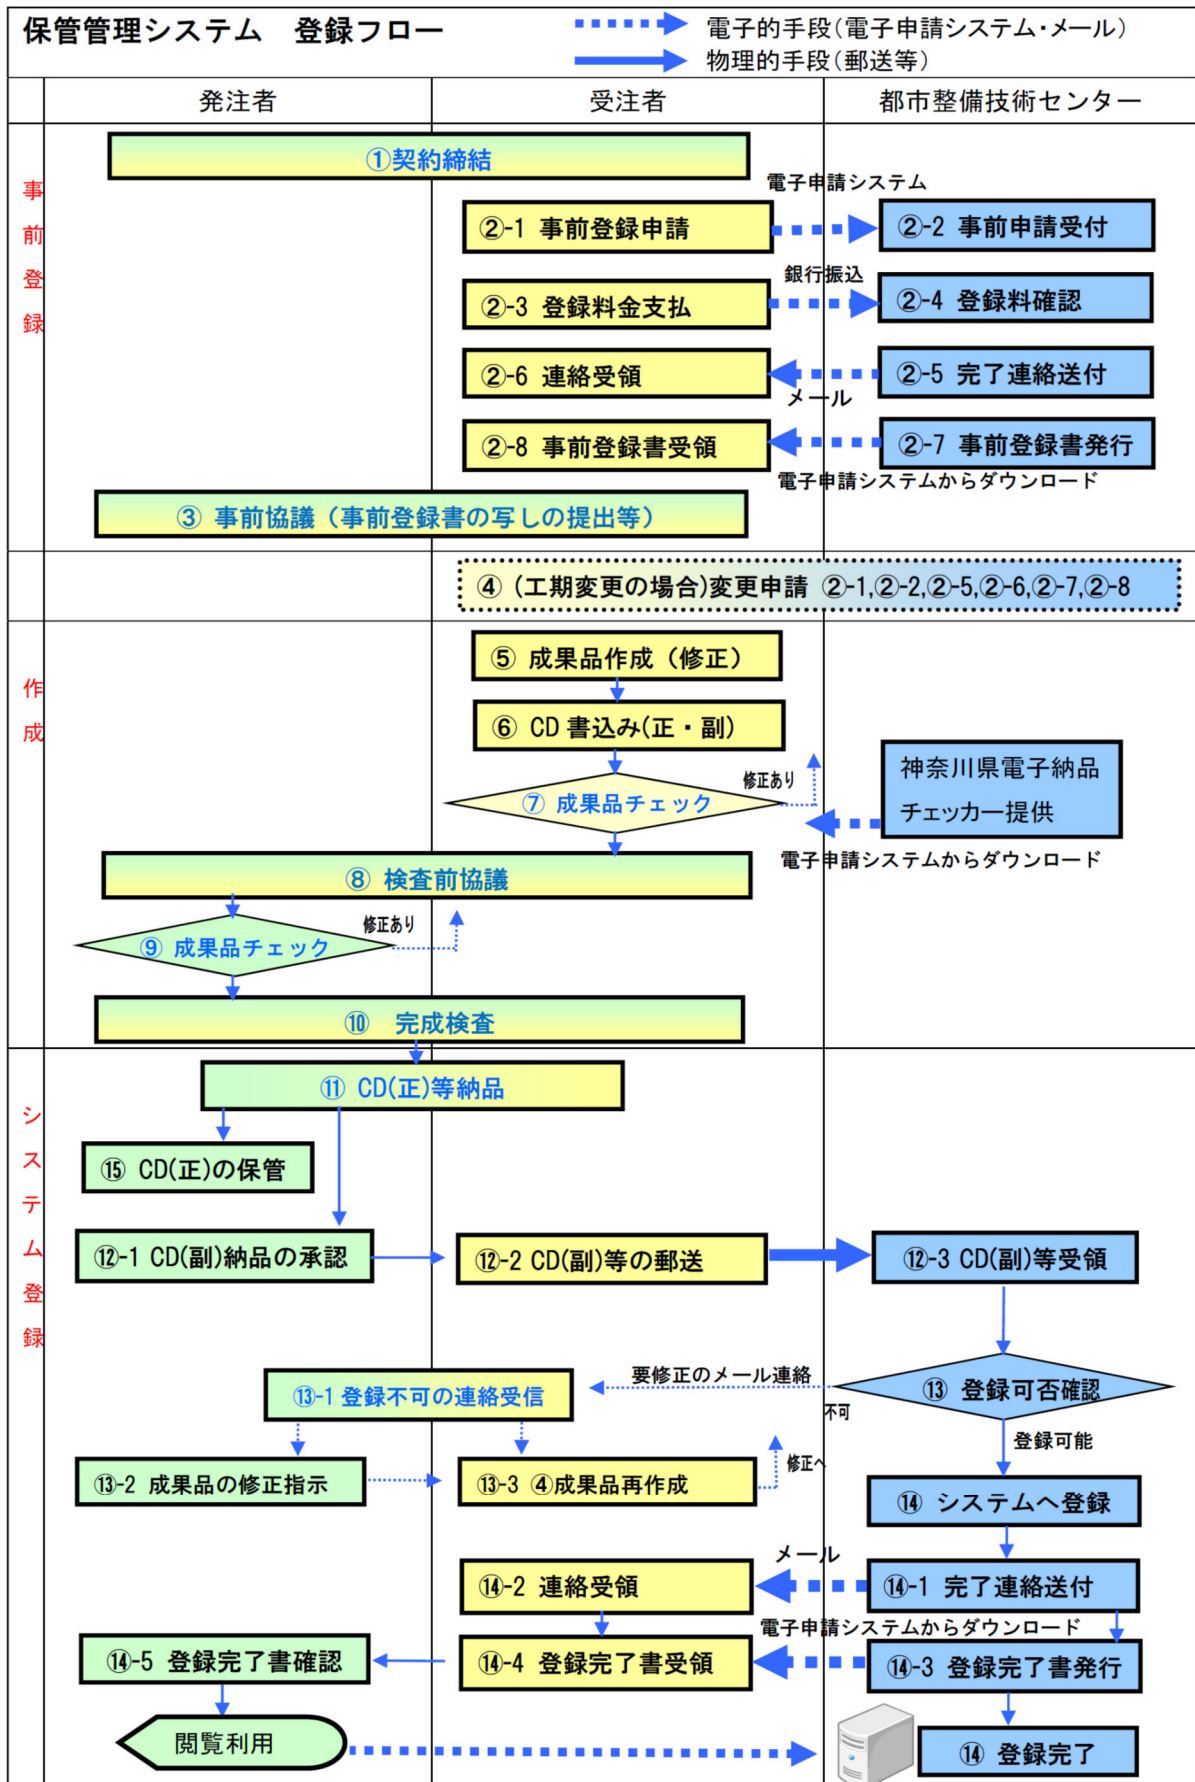 保管管理システム　登録フロー
電子的手段(電子申請システム・メール)
物理的手段(郵送等)
発注者
受注者
都市整備技術センター
事前登録
①契約締結
電子申請システム
②-1 事前登録申請
②-2 事前申請受付
銀行振込
②-3 登録料金支払
②-4 登録料確認
②-6 連絡受領
②-5 完了連絡送付
メール
②-8 事前登録書受領
②-7 事前登録書発行
電子申請システムからダウンロード
③ 事前協議（事前登録書の写しの提出等）
④ (工期変更の場合)変更申請 ②-1,②-2,②-5,②-6,②-7,②-8
作成
⑤ 成果品作成（修正）
⑥ CD 書込み(正・副)
修正あり
⑦ 成果品チェック
神奈川県電子納品
チェッカー提供
電子申請システムからダウンロード
⑧ 検査前協議
修正あり
⑨ 成果品チェック
⑩ 完成検査
システム登録
⑪ CD(正)等納品
⑮ CD(正)の保管
⑫-1 CD(副)納品の承認
⑫-2 CD(副)等の郵送
⑫-3 CD(副)等受領
要修正のメール連絡
⑬ 登録可否確認
不可
⑬-1 登録不可の連絡受信
登録可能
⑬-2 成果品の修正指示
⑬-3 ④成果品再作成
修正へ
⑭ システムへ登録
メール
⑭-2 連絡受領
⑭-1 完了連絡送付
電子申請システムからダウンロード
⑭-5 登録完了書確認
⑭-4 登録完了書受領
⑭-3 登録完了書発行
閲覧利用
⑭ 登録完了